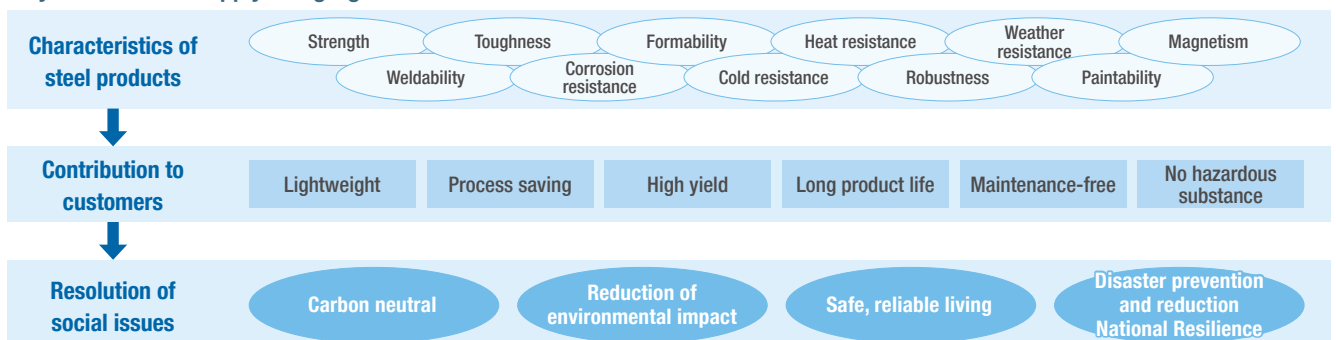 Characteristics of
steel products
Strength
Toughness
Formability
Heat resistance
Weather
resistance
Magnetism
Weldability
Corrosion
resistance
Cold resistance
Robustness
Paintability
Contribution to
customers
Lightweight
Process saving
High yield
Long product life
Maintenance-free
No hazardous
substance
Resolution of
social issues
Carbon neutral
Reduction of
environmental impact
Safe, reliable living
Disaster prevention
and reduction
National Resilience